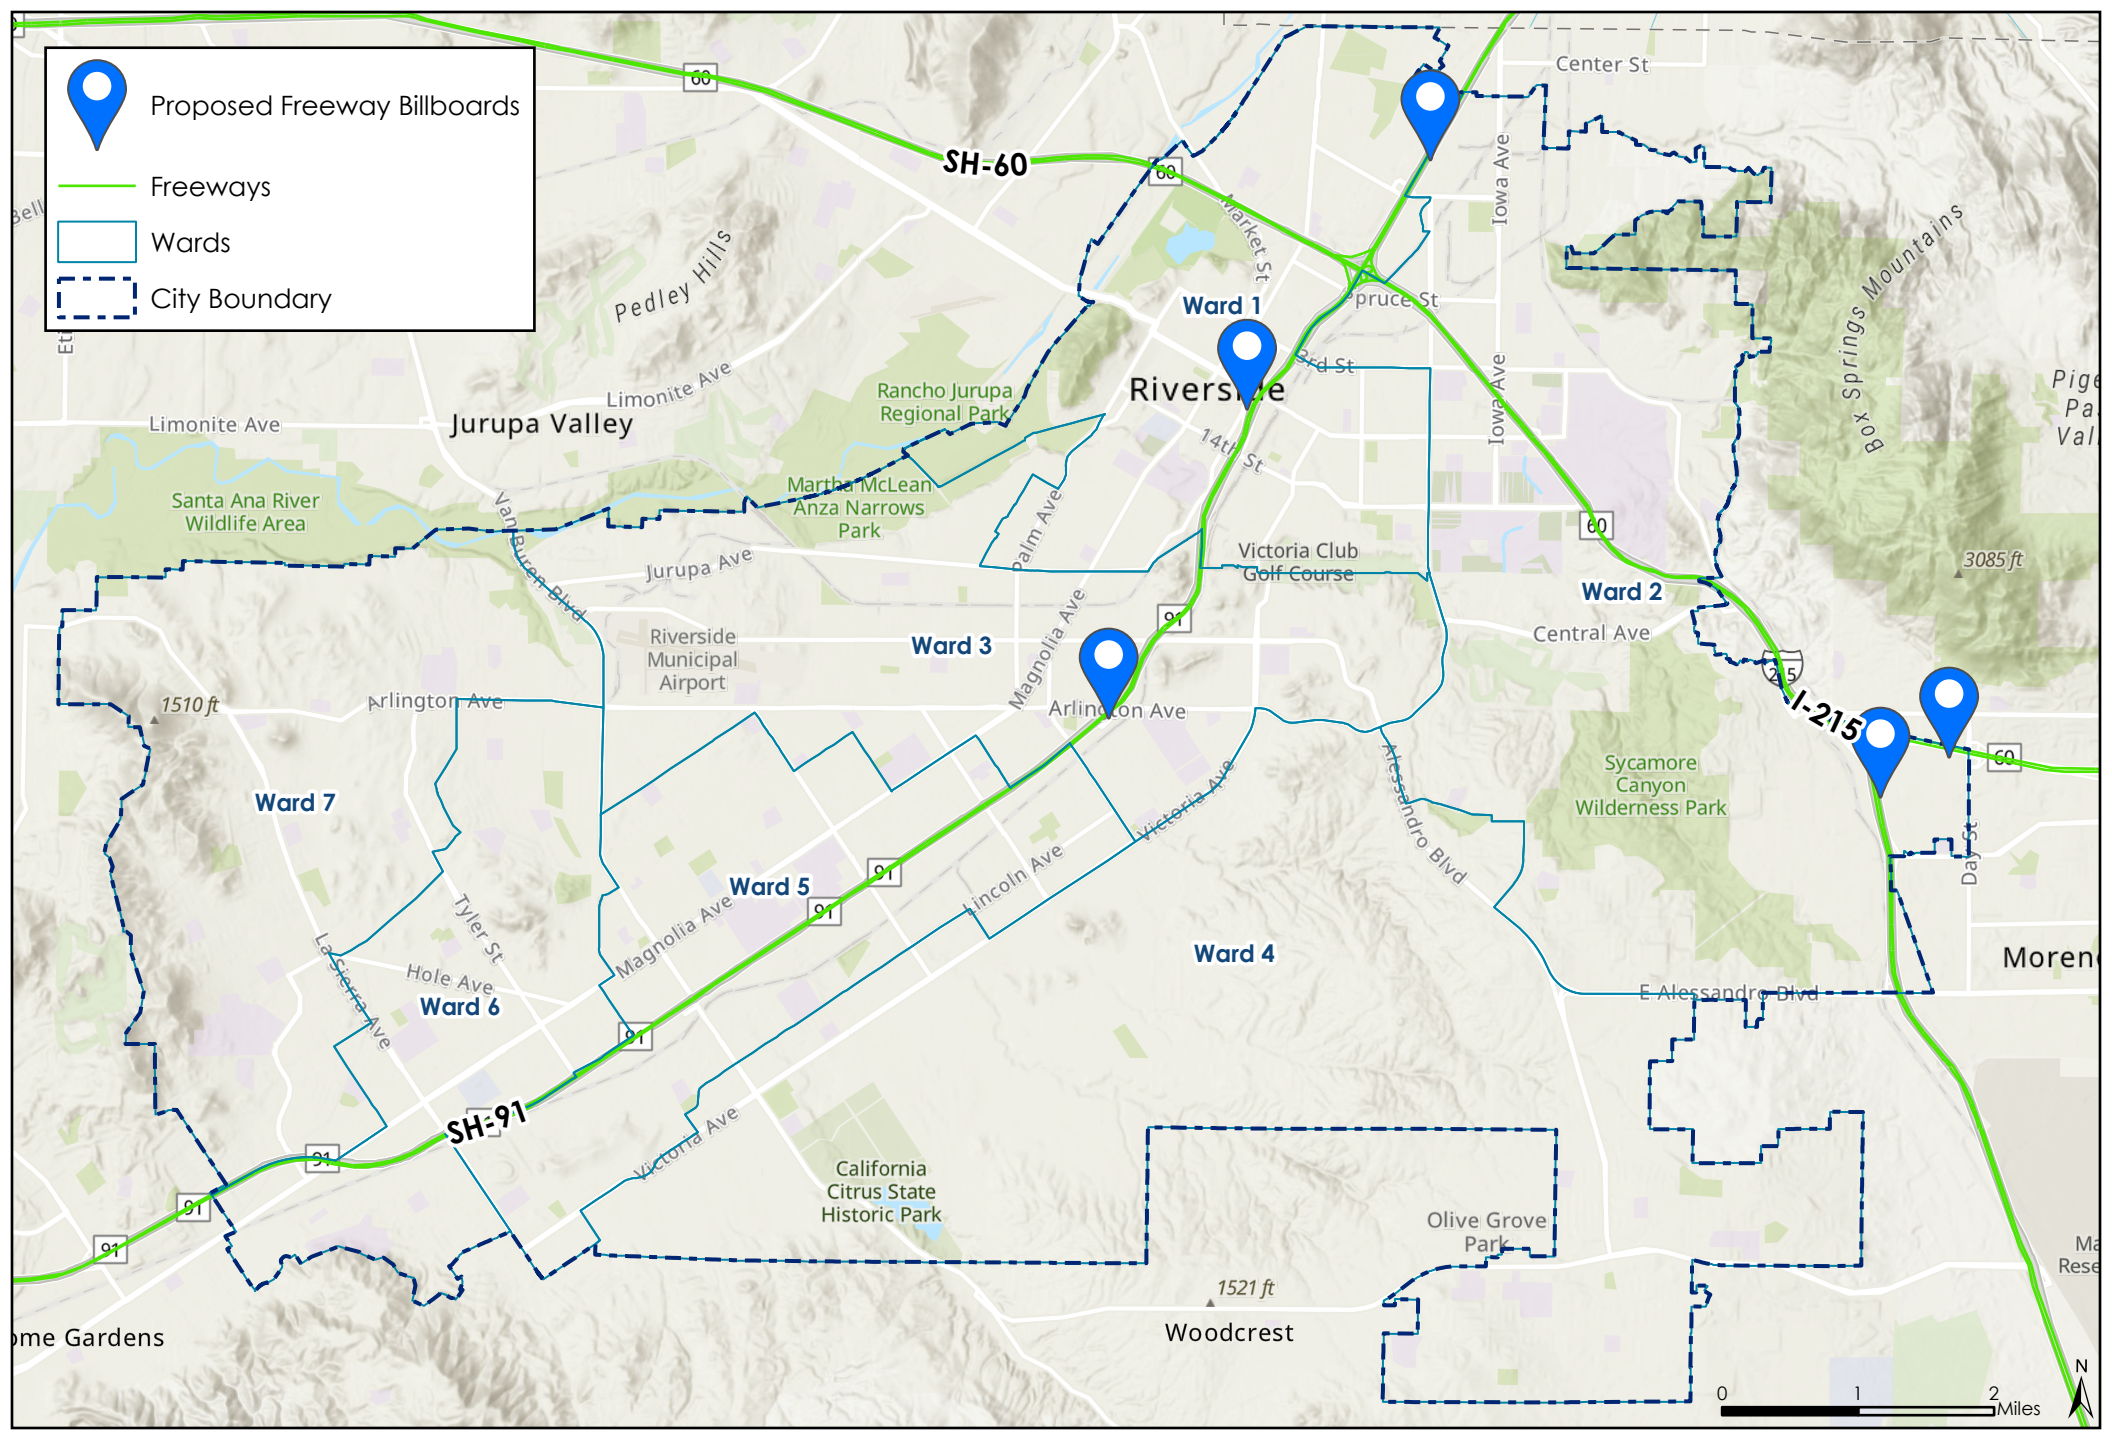 Proposed Freeway Billboards
Freeways
Wards
City Boundary
60
SH-60
60
Center St
Iowa Ave
Market St
Pedley Hills
Box Springs Mountains
Ward 1
Spruce St
3rd St
Riverside
Limonite Ave
Rancho Jurupa
Regional Park
Iowa Ave
Limonite Ave
Jurupa Valley
14th St
Santa Ana River
Wildlife Area
Van Buren Blvd
Martha McLean
Anza Narrows
Park
Palm Ave
60
Jurupa Ave
Victoria Club
Golf Course
3085 ft
Ward 2
91
Central Ave
Riverside
Municipal
Airport
Ward 3
Magnolia Ave
215
1510 ft
Arlington Ave
Arlington Ave
I-215
60
Sycamore
Canyon
Wilderness Park
Ward 7
Alessandro Blvd
Victoria Ave
Day St
91
Ward 5
91
Lincoln Ave
Magnolia Ave
Tyler St
La Sierra Ave
Hole Ave
Ward 6
Ward 4
Moreno
E Alessandro Blvd
91
SH-91
91
Victoria Ave
California
Citrus State
Historic Park
91
91
Olive Grove
Park
1521 ft
Woodcrest
ome Gardens
N
0 1 2
Miles